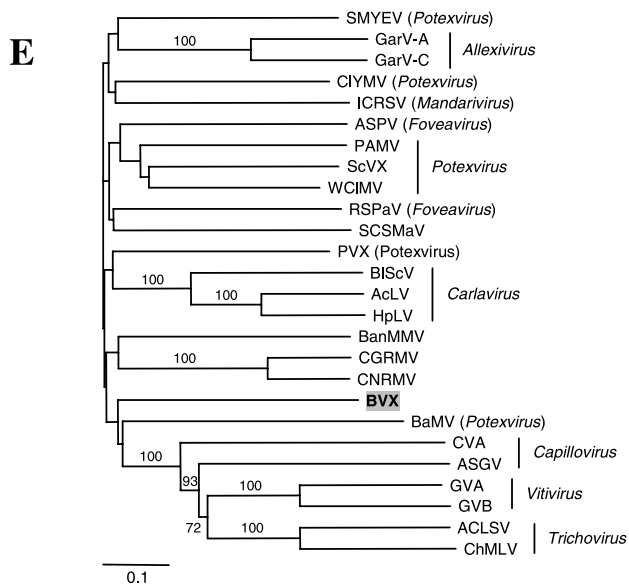 E
SMYEV (Potexvirus)
100
GarV-A
GarV-C
Allexivirus
ClYMV (Potexvirus)
ICRSV (Mandarivirus)
ASPV (Foveavirus)
PAMV
ScVX
WClMV
Potexvirus
RSPaV (Foveavirus)
SCSMaV
PVX (Potexvirus)
100
BlScV
100
AcLV
HpLV
Carlavirus
BanMMV
100
CGRMV
CNRMV
BVX
BaMV (Potexvirus)
100
CVA
ASGV
Capillovirus
93
100
GVA
GVB
Vitivirus
72
100
ACLSV
ChMLV
Trichovirus
0.1